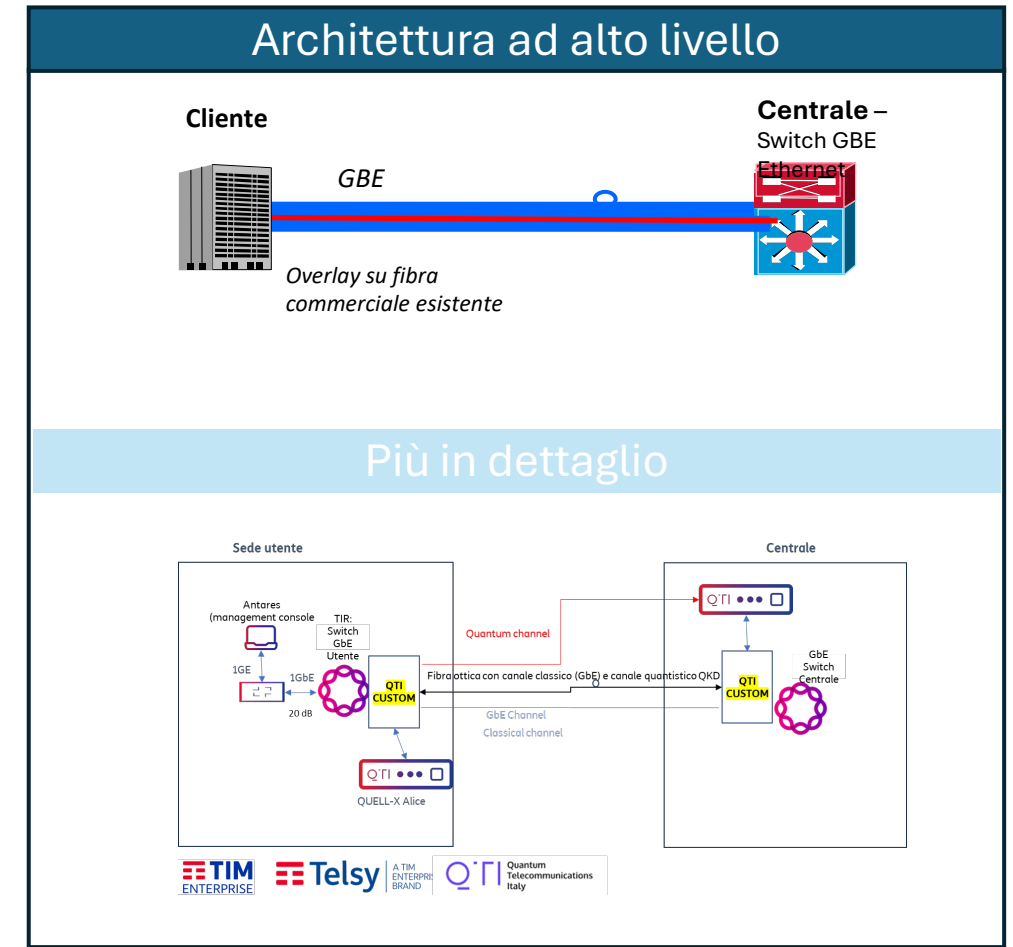 Architettura ad alto livello
Cliente
Centrale –
Switch GBE
Ethernet
GBE
Overlay su fibra
commerciale esistente
Più in dettaglio
Sede utente
Centrale
Antares
(management console
TIR:
Switch
GbE
Utente
1GE
1GbE
20 dB
QTI
CUSTOM
QTI
QUELL-X Alice
Quantum channel
Fibra ottica con canale classico (GbE) e canale quantistico QKD
GbE Channel
Classical channel
QTI
QTI
CUSTOM
GbE
Switch
Centrale
TIM
ENTERPRISE
Telsy
A TIM
ENTERPRI
BRAND
QTI
Quantum
Telecommunications
Italy